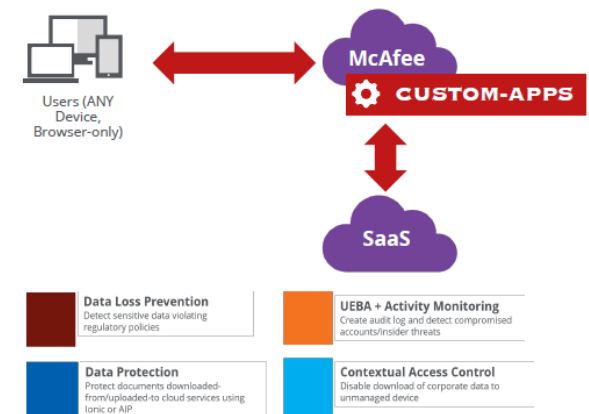 McAfee
CUSTOM-APPS
Users (ANY
Device,
Browser-only)
SaaS
Data Loss Prevention
Detect sensitive data violating
regulatory policies
UEBA + Activity Monitoring
Create audit log and detect compromised
accounts/insider threats
Data Protection
Protect documents downloaded-
from/uploaded-to cloud services using
Ionic or AIP
Contextual Access Control
Disable download of corporate data to
unmanaged device